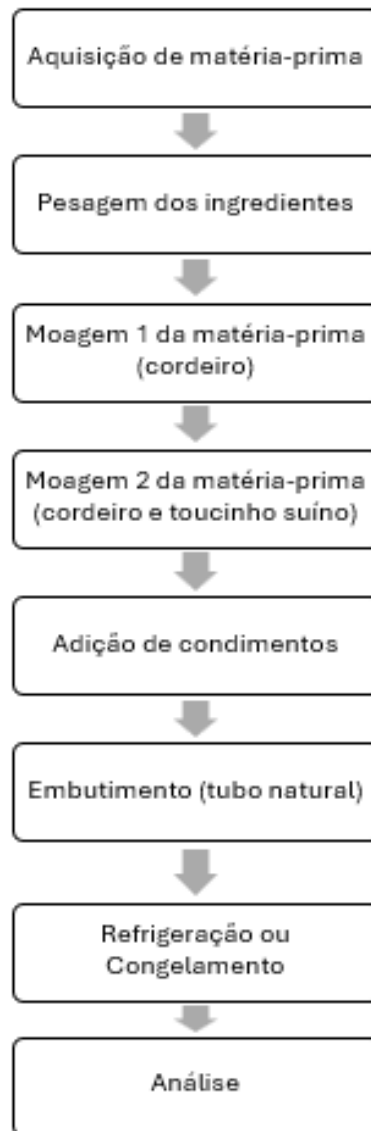 Aquisição de matéria-prima
Pesagem dos ingredientes
Moagem 1 da matéria-prima
(cordeiro)
Moagem 2 da matéria-prima
(cordeiro e toucinho suíno)
Adição de condimentos
Embutimento (tubo natural)
Refrigeração ou
Congelamento
Análise